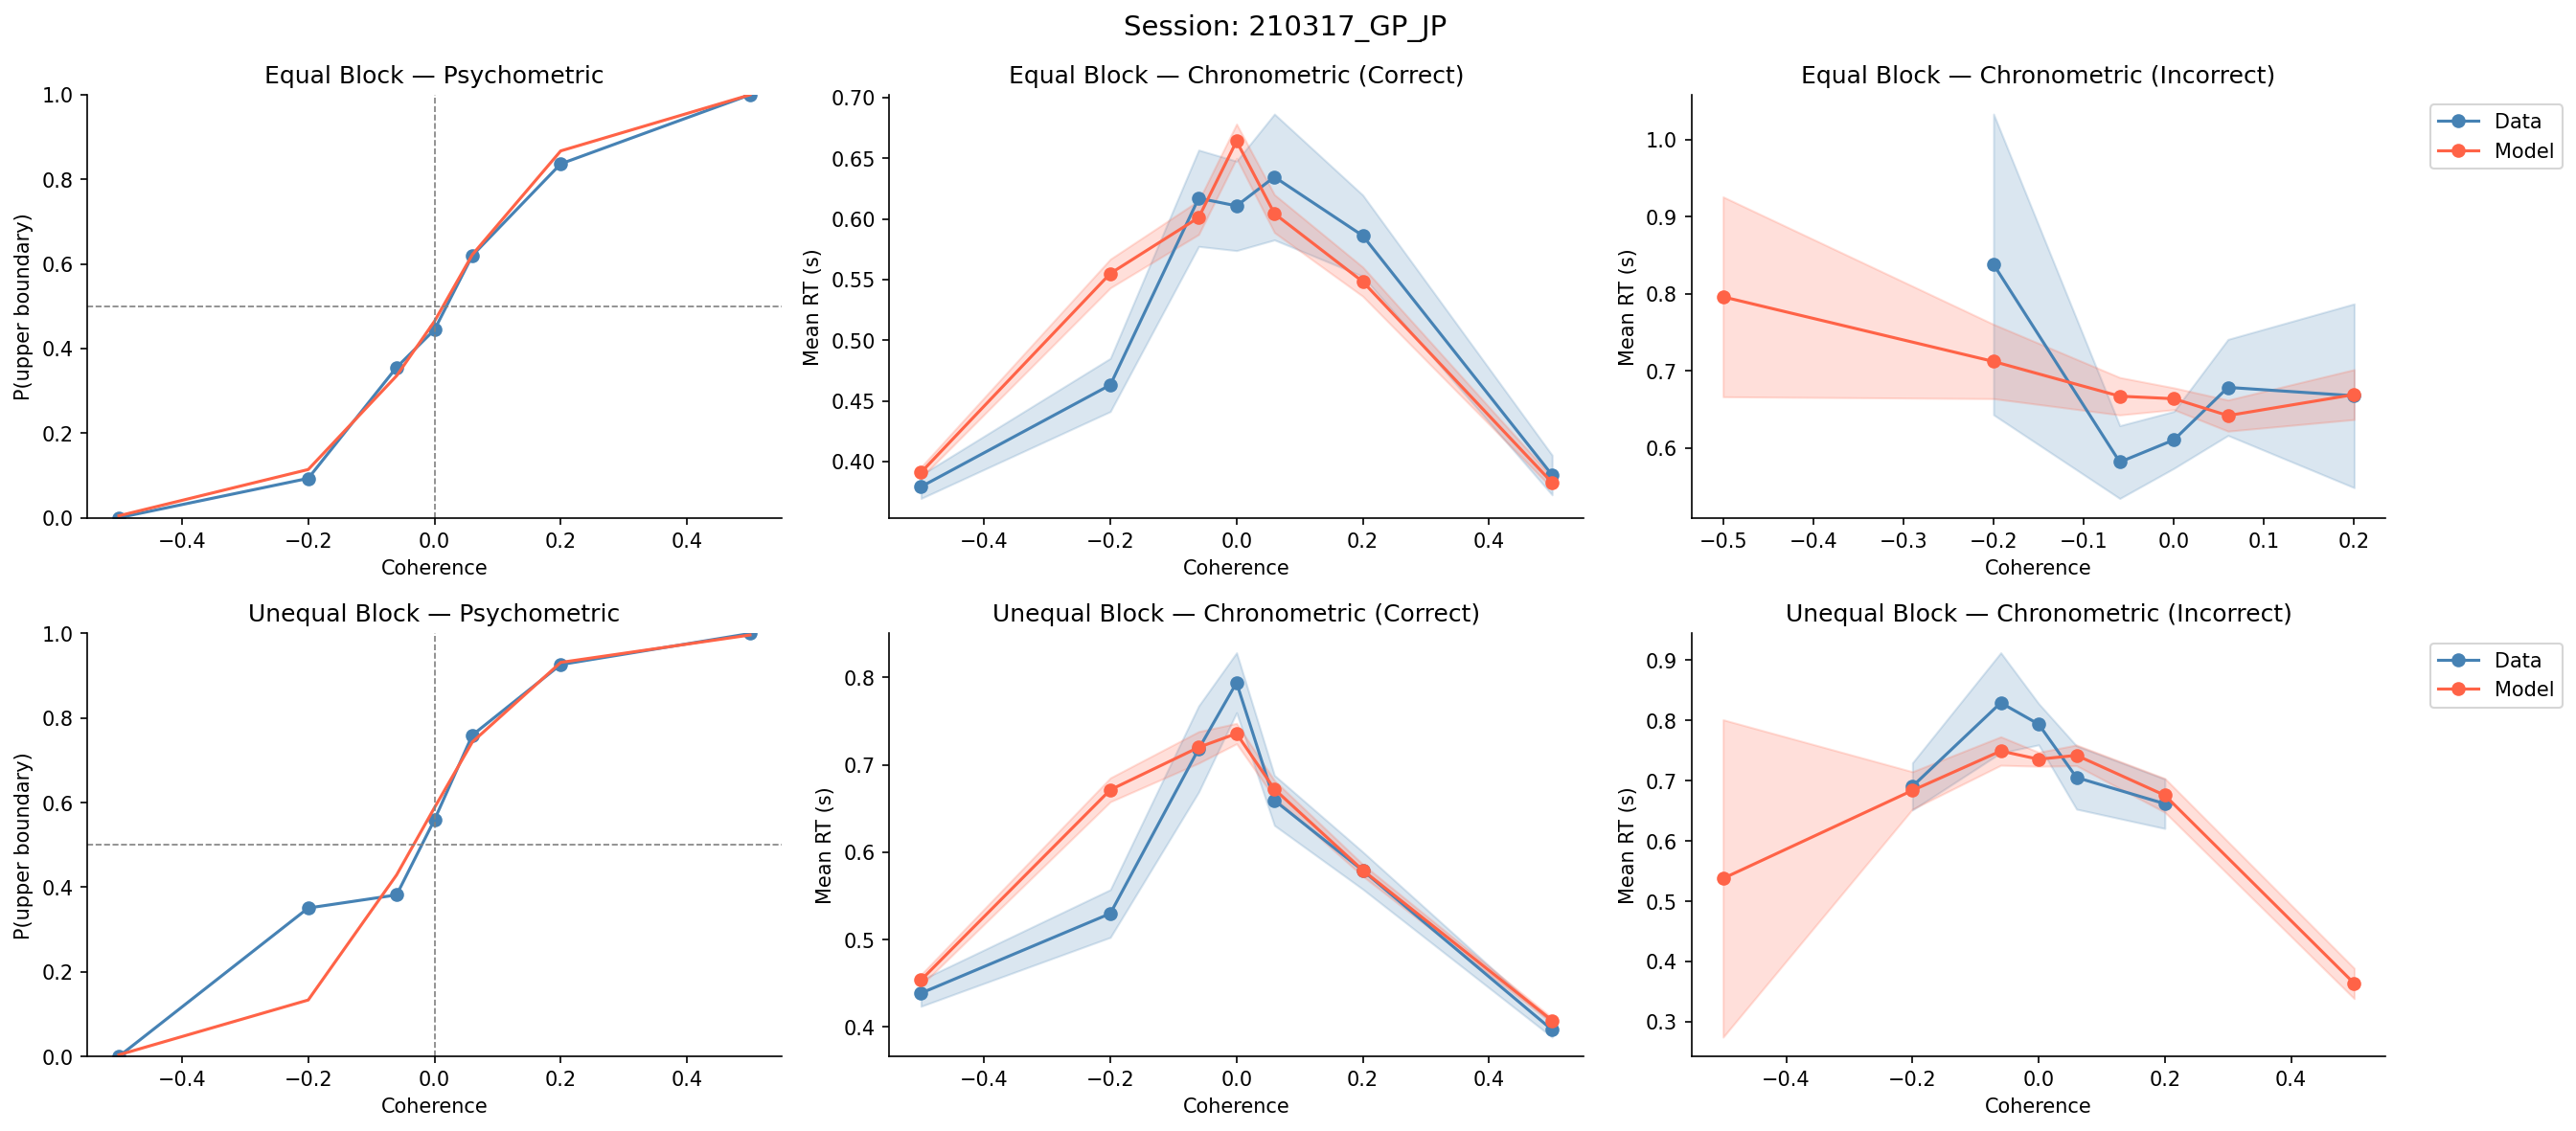 Session: 210317_GP_JP
Equal Block — Psychometric
P(upper boundary)
1.0
0.8
0.6
0.4
0.2
0.0
−0.4 −0.2 0.0 0.2 0.4
Coherence
Equal Block — Chronometric (Correct)
Mean RT (s)
0.70
0.65
0.60
0.55
0.50
0.45
0.40
−0.4 −0.2 0.0 0.2 0.4
Coherence
Equal Block — Chronometric (Incorrect)
Mean RT (s)
1.0
0.9
0.8
0.7
0.6
−0.5 −0.4 −0.3 −0.2 −0.1 0.0 0.1 0.2
Coherence
Data
Model
Unequal Block — Psychometric
P(upper boundary)
1.0
0.8
0.6
0.4
0.2
0.0
−0.4 −0.2 0.0 0.2 0.4
Coherence
Unequal Block — Chronometric (Correct)
Mean RT (s)
0.8
0.7
0.6
0.5
0.4
−0.4 −0.2 0.0 0.2 0.4
Coherence
Unequal Block — Chronometric (Incorrect)
Mean RT (s)
0.9
0.8
0.7
0.6
0.5
0.4
0.3
−0.4 −0.2 0.0 0.2 0.4
Coherence
Data
Model